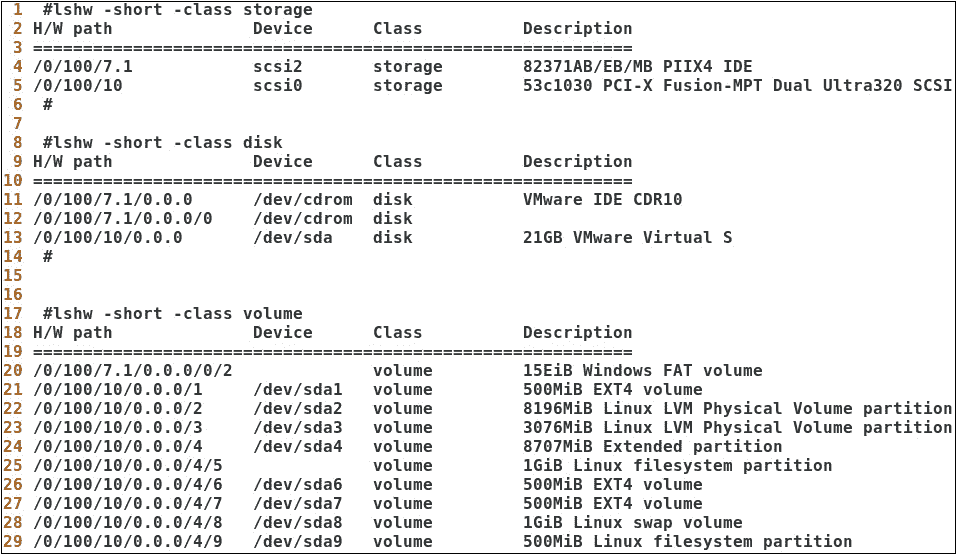 1 #lshw -short -class storage
2 H/W path Device Class Description
3 ============================================================
4 /0/100/7.1 scsi2 storage 82371AB/EB/MB PIIX4 IDE
5 /0/100/10 scsi0 storage 53c1030 PCI-X Fusion-MPT Dual Ultra320 SCSI
6 #
7
8 #lshw -short -class disk
9 H/W path Device Class Description
10 ============================================================
11 /0/100/7.1/0.0.0 /dev/cdrom disk VMware IDE CDR10
12 /0/100/7.1/0.0.0/0 /dev/cdrom disk
13 /0/100/10/0.0.0 /dev/sda disk 21GB VMware Virtual S
14 #
15
16
17 #lshw -short -class volume
18 H/W path Device Class Description
19 ============================================================
20 /0/100/7.1/0.0.0/0/2 volume 15EiB Windows FAT volume
21 /0/100/10/0.0.0/1 /dev/sda1 volume 500MiB EXT4 volume
22 /0/100/10/0.0.0/2 /dev/sda2 volume 8196MiB Linux LVM Physical Volume partition
23 /0/100/10/0.0.0/3 /dev/sda3 volume 3076MiB Linux LVM Physical Volume partition
24 /0/100/10/0.0.0/4 /dev/sda4 volume 8707MiB Extended partition
25 /0/100/10/0.0.0/4/5 volume 1GiB Linux filesystem partition
26 /0/100/10/0.0.0/4/6 /dev/sda6 volume 500MiB EXT4 volume
27 /0/100/10/0.0.0/4/7 /dev/sda7 volume 500MiB EXT4 volume
28 /0/100/10/0.0.0/4/8 /dev/sda8 volume 1GiB Linux swap volume
29 /0/100/10/0.0.0/4/9 /dev/sda9 volume 500MiB Linux filesystem partition